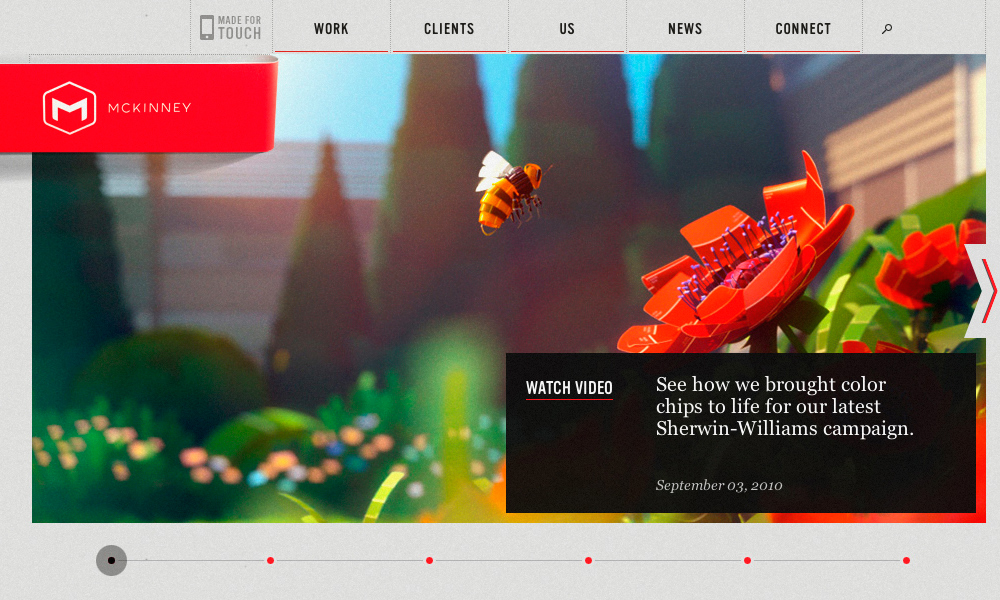 MADE FOR
TOUCH
WORK
CLIENTS
US
NEWS
CONNECT
MCKINNEY
WATCH VIDEO
See how we brought color
chips to life for our latest
Sherwin-Williams campaign.
September 03, 2010